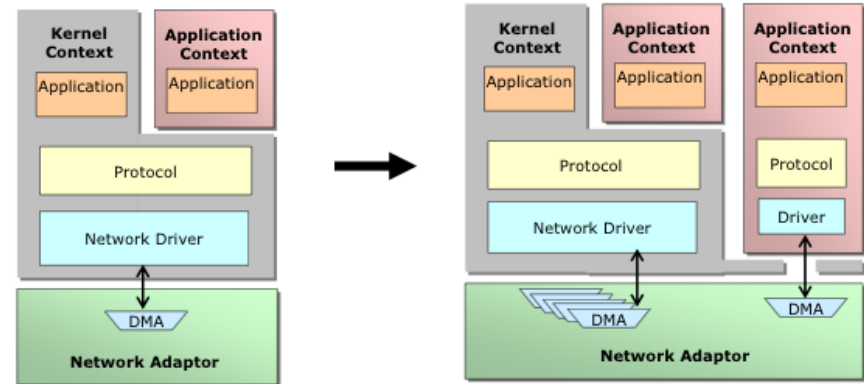 Kernel
Context
Application
Context
Application
Application
Protocol
Network Driver
DMA
Network Adaptor
Kernel
Context
Application
Context
Application
Context
Application
Application
Application
Protocol
Protocol
Network Driver
Driver
DMA
DMA
Network Adaptor